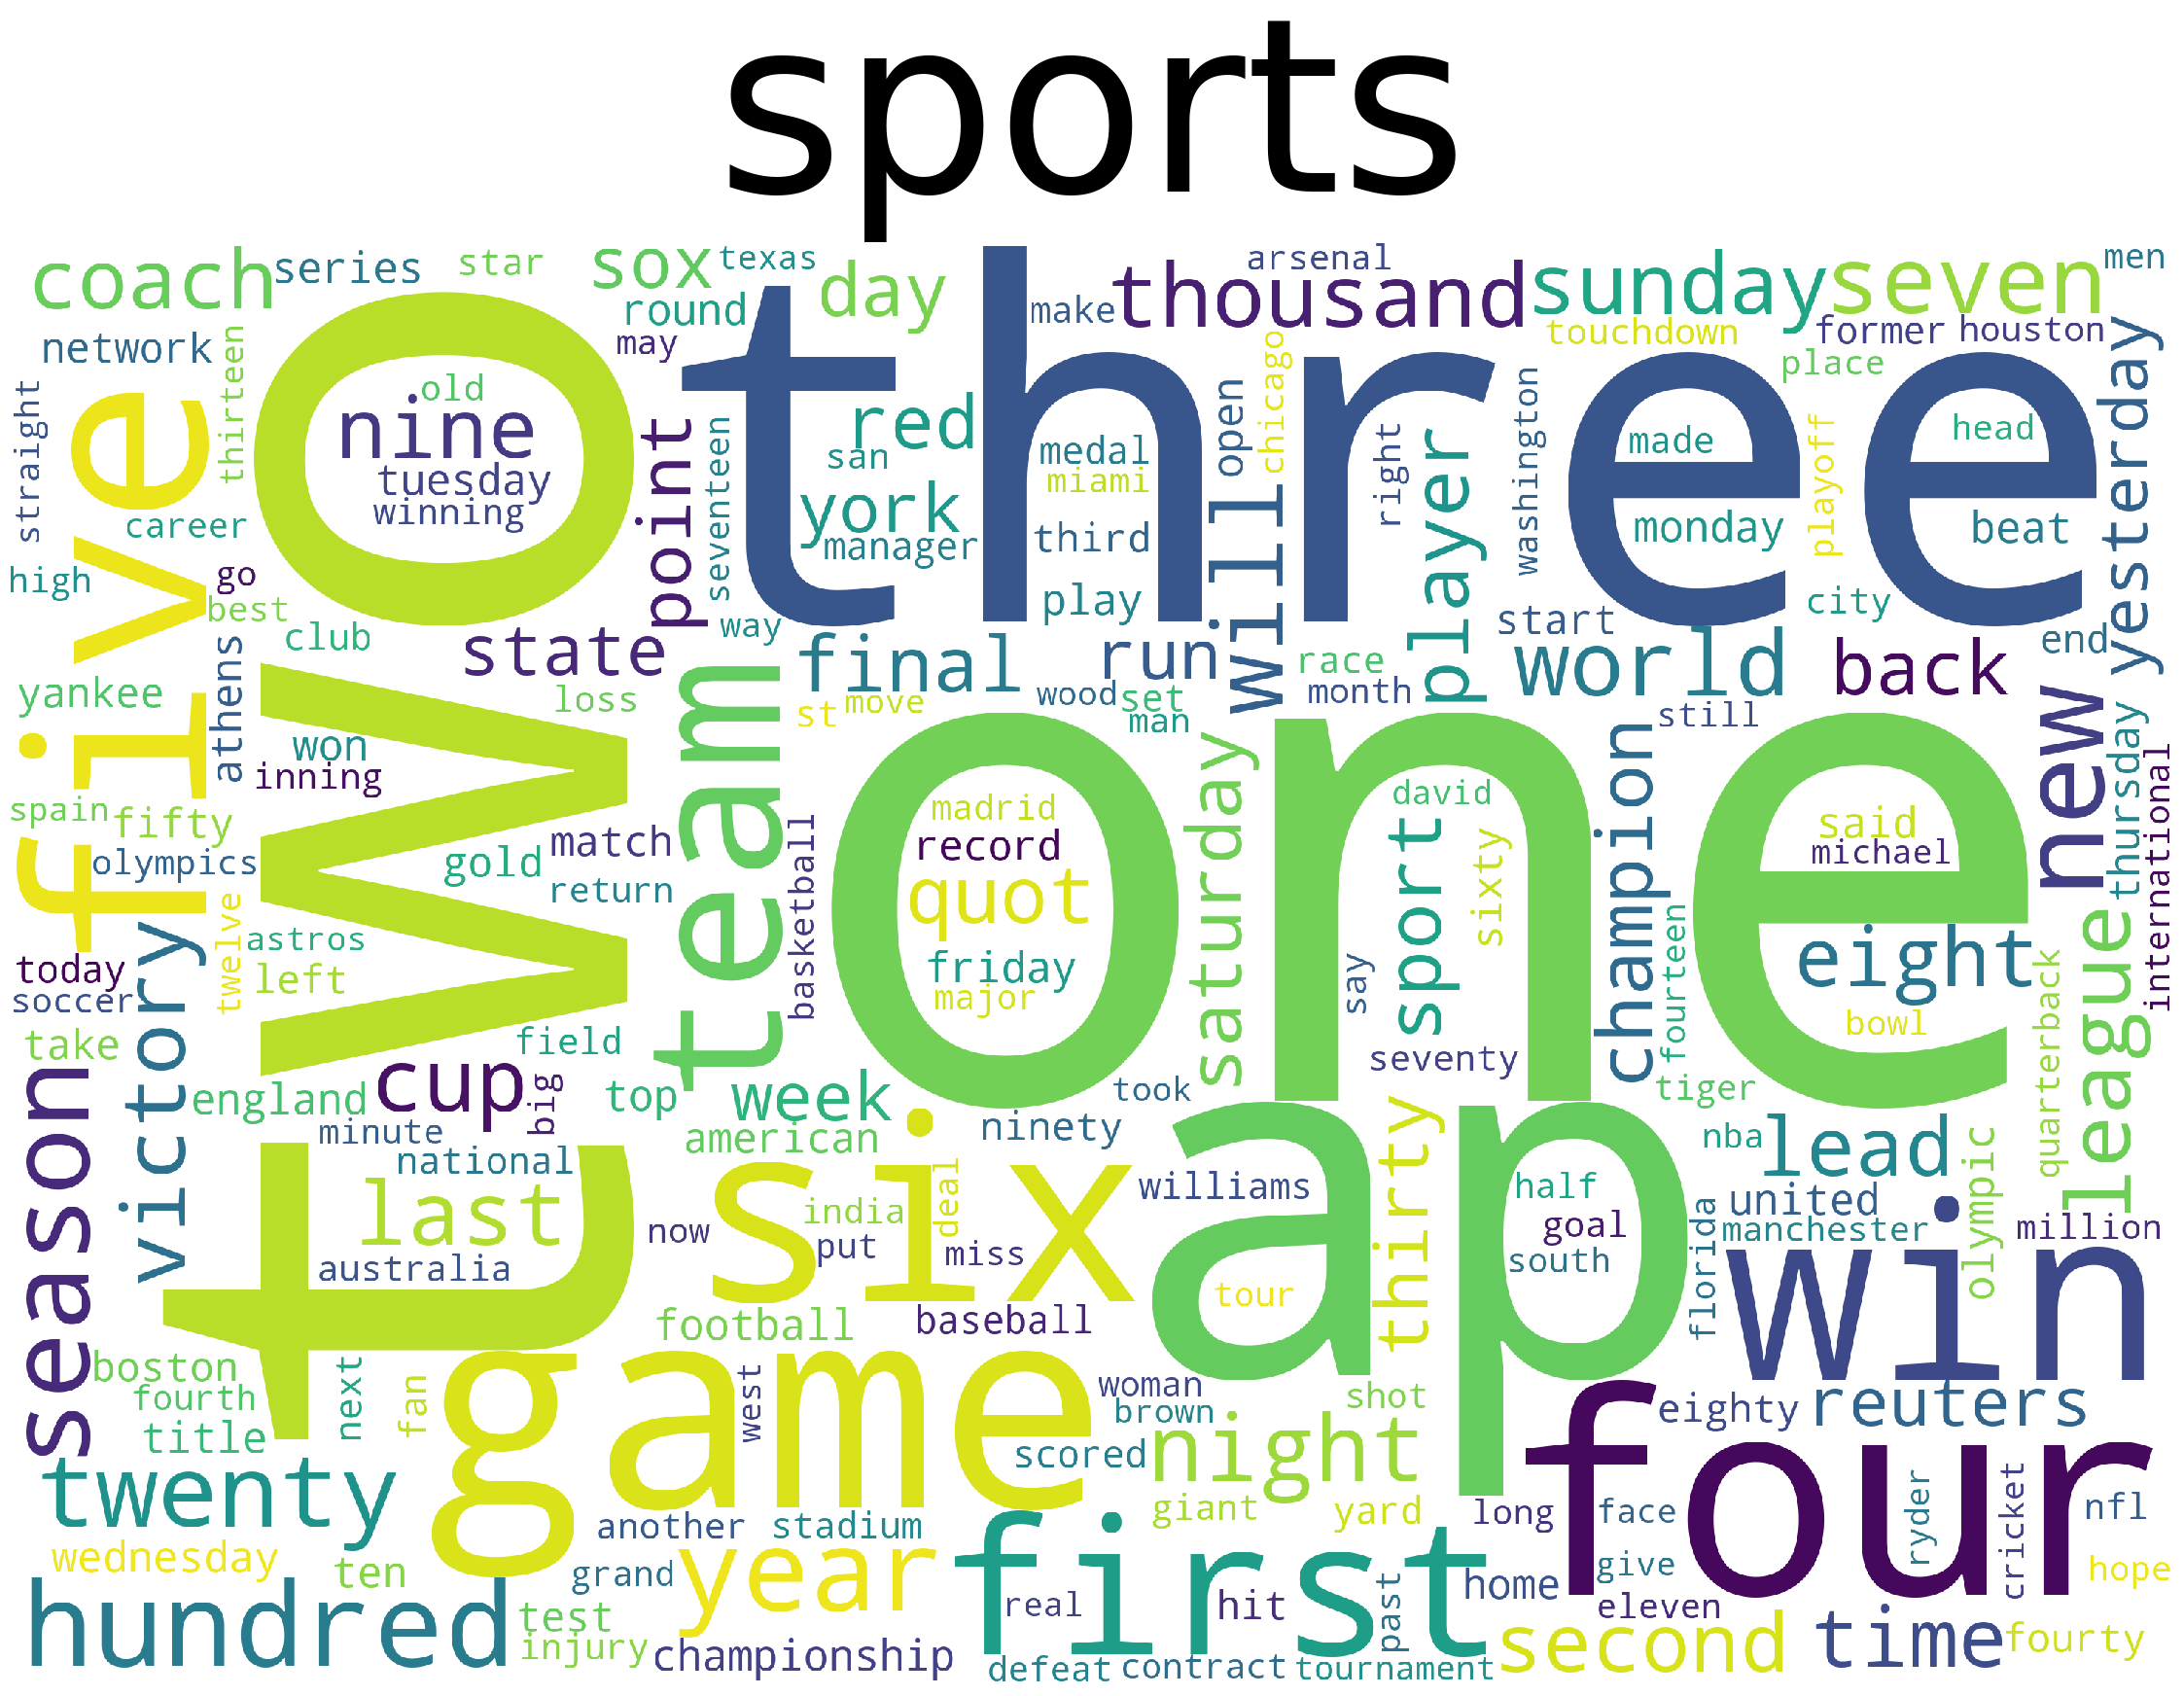 sports
coach
series
star
sox
texas
day
arsenal
thousand
sunday
seven
men
network
thirteen
round
may
make
touchdown
former
houston
place
yesterday
straight
five
old
nine
tuesday
winning
two
three
point
seventeen
red
san
york
manager
medal
miami
third
play
open
chicago
will
right
player
washington
made
monday
playoff
head
beat
career
high
go
best
club
athens
yankee
state
loss
way
final
st
move
run
wood
set
man
race
month
start
world
city
back
end
still
new
thursday
international
won
inning
spain
fifty
olympics
match
gold
return
team
basketball
one
madrid
record
quot
friday
major
saturday
david
sport
sixty
champion
said
michael
eight
bowl
fourteen
say
league
quarterback
today
soccer
twelve
astros
left
take
victory
field
season
cup
england
big
top
week
took
seventy
tiger
minute
national
american
ninety
nba
lead
olympic
last
six
india
deal
williams
ap
thirty
half
goal
south
united
manchester
million
now
put
miss
australia
tour
florida
win
football
baseball
boston
fourth
title
next
fan
game
west
woman
brown
shot
eighty
reuters
scored
night
four
twenty
giant
yard
long
face
ryder
cricket
nfl
another
stadium
wednesday
ten
grand
year
first
home
give
hope
hundred
test
injury
real
hit
past
eleven
championship
defeat
contract
tournament
second
time
fourty